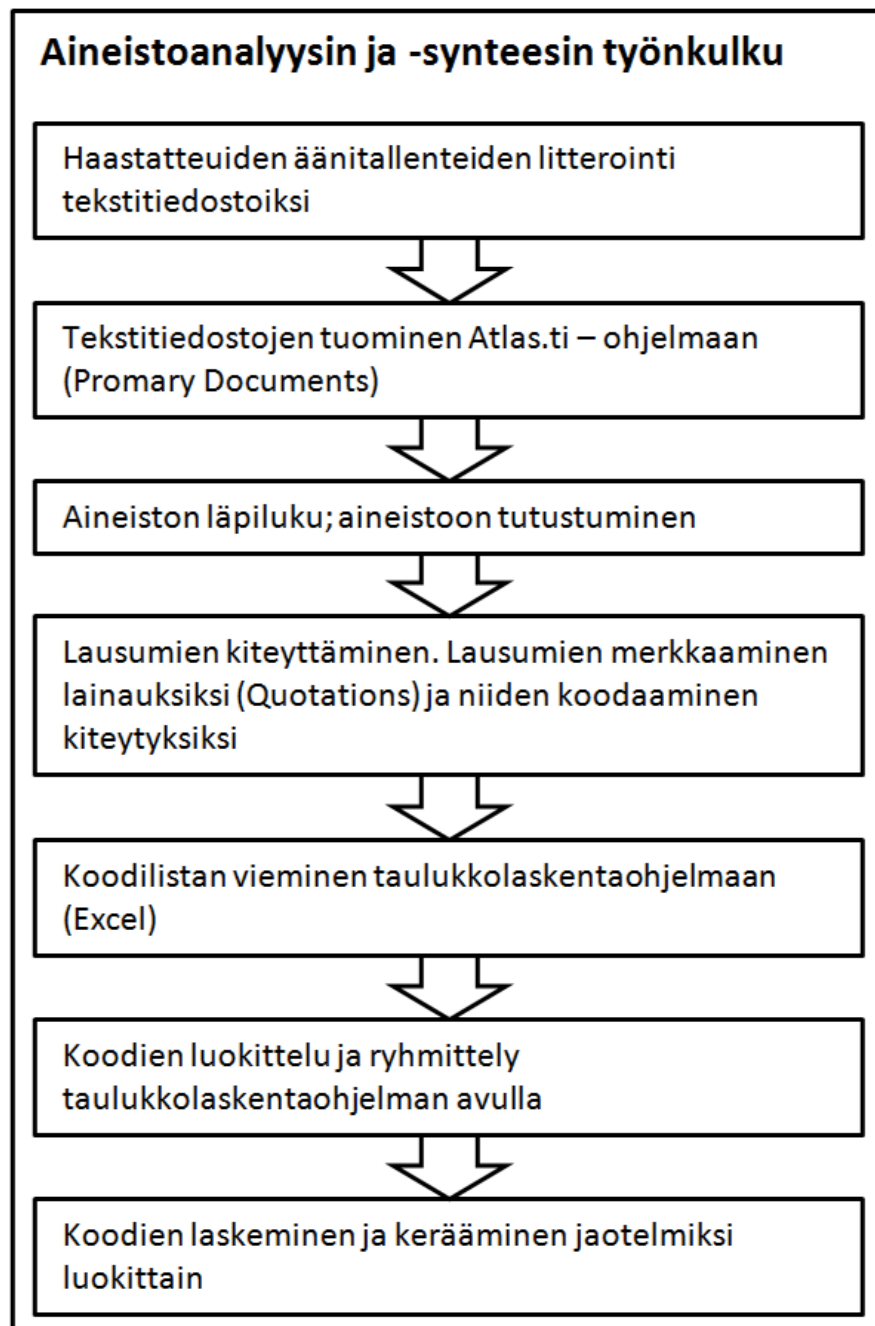 Aineistoanalyysin ja -synteesin työnkulku
Haastatteuiden äänitallenteiden litterointi
tekstitiedostoiksi
Tekstitiedostojen tuominen Atlas.ti – ohjelmaan
(Promary Documents)
Aineiston läpiluku; aineistoon tutustuminen
Lausumien kiteyttäminen. Lausumien merkkaaminen
lainauksiksi (Quotations) ja niiden koodaaminen
kiteytyksiksi
Koodilistan vieminen taulukkolaskentaohjelmaan
(Excel)
Koodien luokittelu ja ryhmittely
taulukkolaskentaohjelman avulla
Koodien laskeminen ja kerääminen jaotelmiksi
luokittain